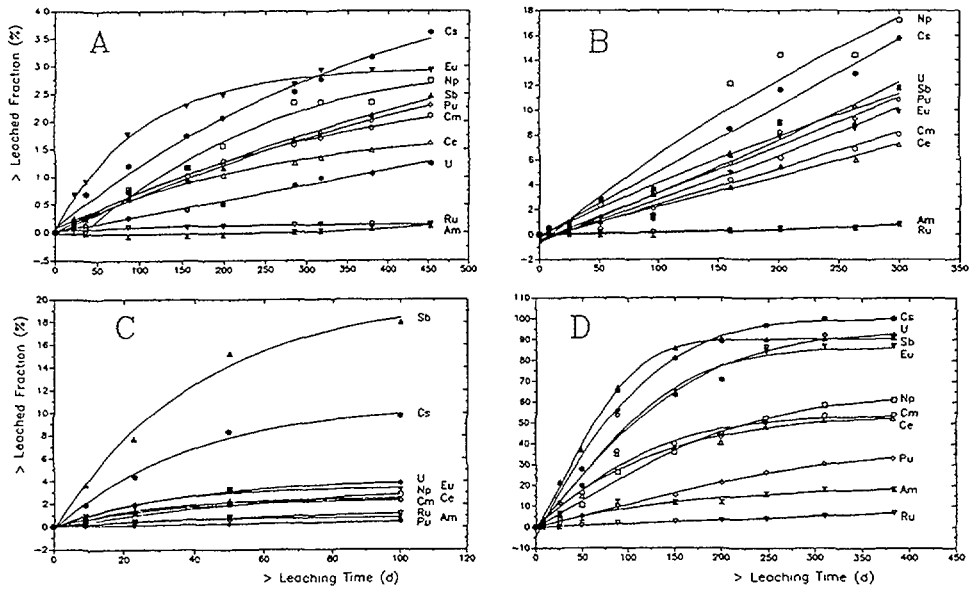 A
> Leached Fraction (%)
4.0
3.5
3.0
2.5
2.0
1.5
1.0
0.5
0.0
-.5
0 50 100 150 200 250 300 350 400 450 500
Cs
Eu
Np
Sb
Pu
Cm
Ce
U
Ru
Am
B
18
16
14
12
10
8
6
4
2
0
-2
0 50 100 150 200 250 300 350
Np
Cs
U
Sb
Pu
Eu
Cm
Ce
Am
Ru
C
> Leached Fraction (%)
20
18
16
14
12
10
8
6
4
2
0
-2
0 20 40 60 80 100 120
> Leaching Time (d)
Sb
Cs
U Eu
Np
Cm Ce
Ru
Pu Am
D
110
100
90
80
70
60
50
40
30
20
10
0
-10
0 50 100 150 200 250 300 350 400 450
> Leaching Time (d)
Cs
U
Sb
Eu
Np
Cm
Ce
Pu
Am
Ru